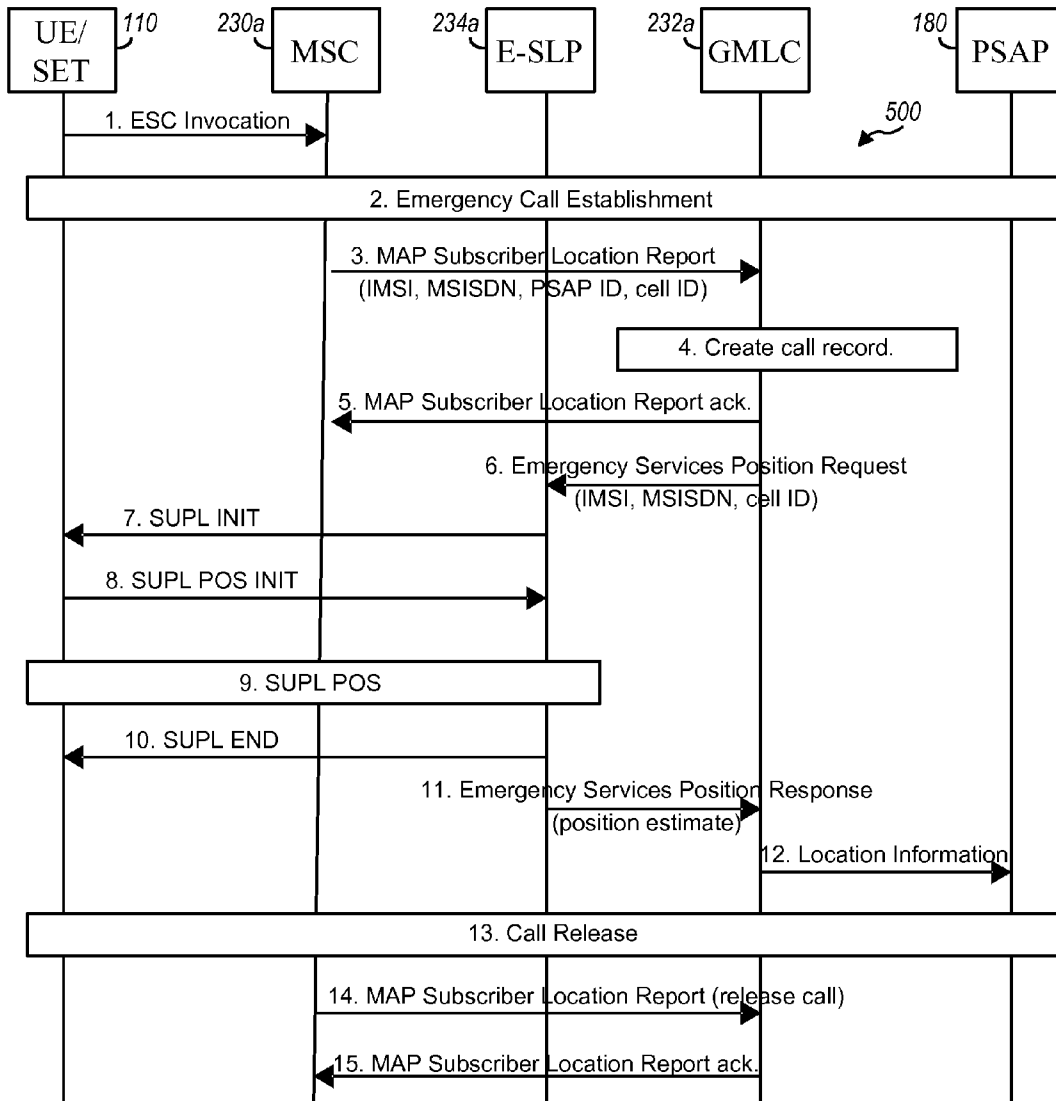 UE/
SET
110
230a
MSC
234a
E-SLP
232a
GMLC
180
PSAP
500
1. ESC Invocation
2. Emergency Call Establishment
3. MAP Subscriber Location Report
(IMSI, MSISDN, PSAP ID, cell ID)
4. Create call record.
5. MAP Subscriber Location Report ack.
6. Emergency Services Position Request
(IMSI, MSISDN, cell ID)
7. SUPL INIT
8. SUPL POS INIT
9. SUPL POS
10. SUPL END
11. Emergency Services Position Response
(position estimate)
12. Location Information
13. Call Release
14. MAP Subscriber Location Report (release call)
15. MAP Subscriber Location Report ack.